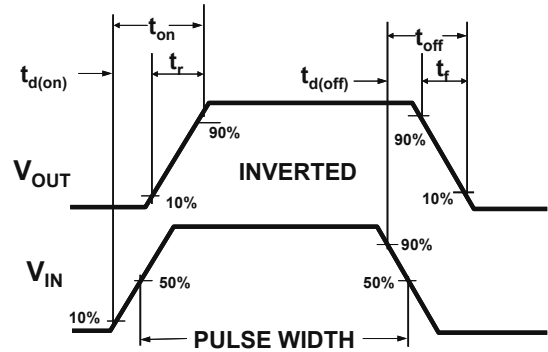 t_on
t_off
t_d(on)
t_r
t_d(off)
t_f
90%
90%
V_OUT
INVERTED
10%
10%
V_IN
50%
50%
90%
10%
PULSE WIDTH